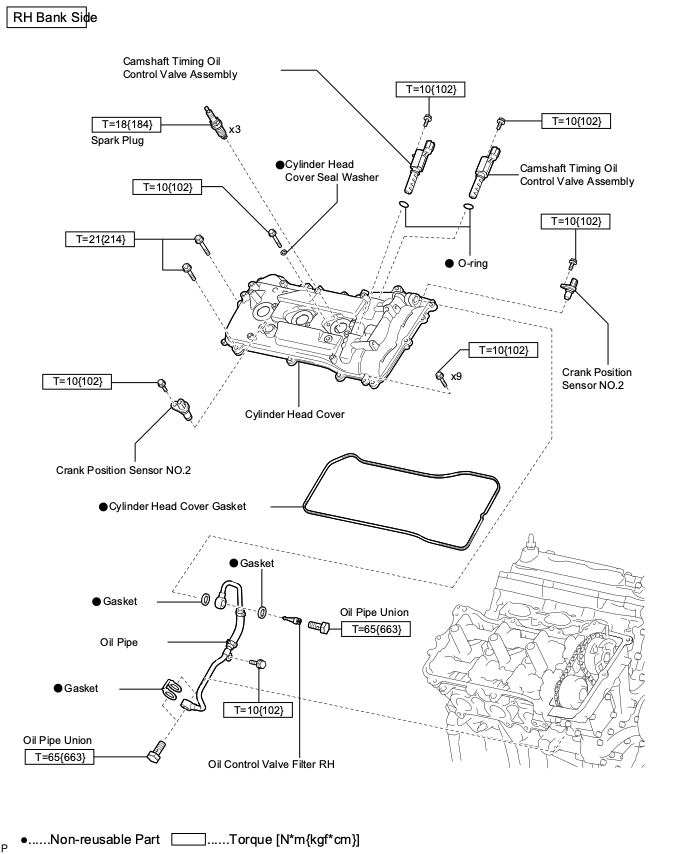 RH Bank Side
Camshaft Timing Oil
Control Valve Assembly
T=10{102}
T=18{184}
x3
Spark Plug
T=10{102}
●Cylinder Head
Cover Seal Washer
Camshaft Timing Oil
Control Valve Assembly
T=10{102}
T=10{102}
T=21{214}
● O-ring
T=10{102}
x9
Crank Position
Sensor NO.2
T=10{102}
Cylinder Head Cover
Crank Position Sensor NO.2
●Cylinder Head Cover Gasket
●Gasket
●Gasket
Oil Pipe Union
T=65{663}
Oil Pipe
●Gasket
T=10{102}
Oil Pipe Union
T=65{663}
Oil Control Valve Filter RH
●......Non-reusable Part ......Torque [N*m{kgf*cm}]
P